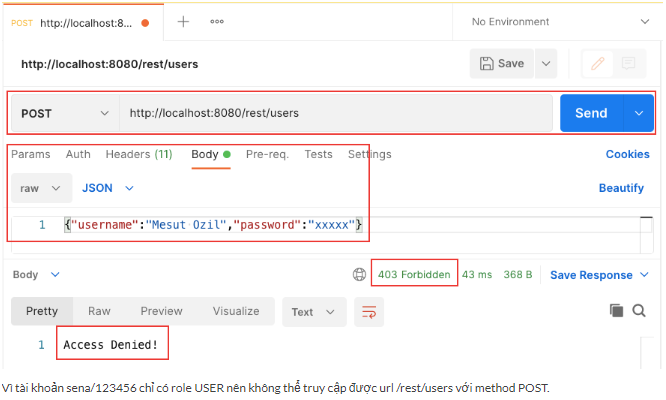 POST http://localhost:8... No Environment
http://localhost:8080/rest/users Save
POST http://localhost:8080/rest/users Send
Params Auth Headers (11) Body Pre-req. Tests Settings Cookies
raw JSON Beautify
1 {"username":"Mesut Ozil","password":"xxxxx"}
Body 403 Forbidden 43 ms 368 B Save Response
Pretty Raw Preview Visualize Text
1 Access Denied!
Vì tài khoản sena/123456 chỉ có role USER nên không thể truy cập được url /rest/users với method POST.